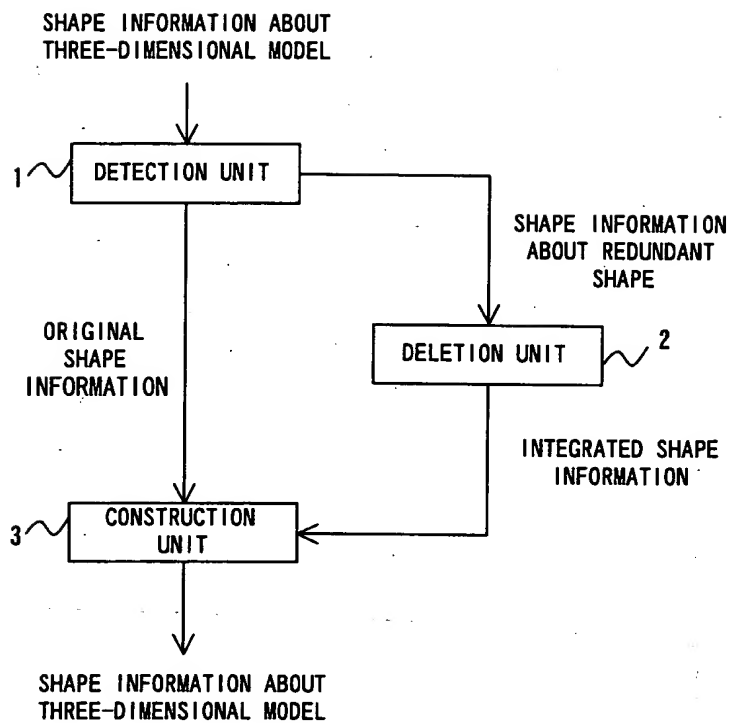 SHAPE INFORMATION ABOUT
THREE-DIMENSIONAL MODEL
1
DETECTION UNIT
SHAPE INFORMATION
ABOUT REDUNDANT
SHAPE
ORIGINAL
SHAPE
INFORMATION
DELETION UNIT
2
INTEGRATED SHAPE
INFORMATION
3
CONSTRUCTION
UNIT
SHAPE INFORMATION ABOUT
THREE-DIMENSIONAL MODEL